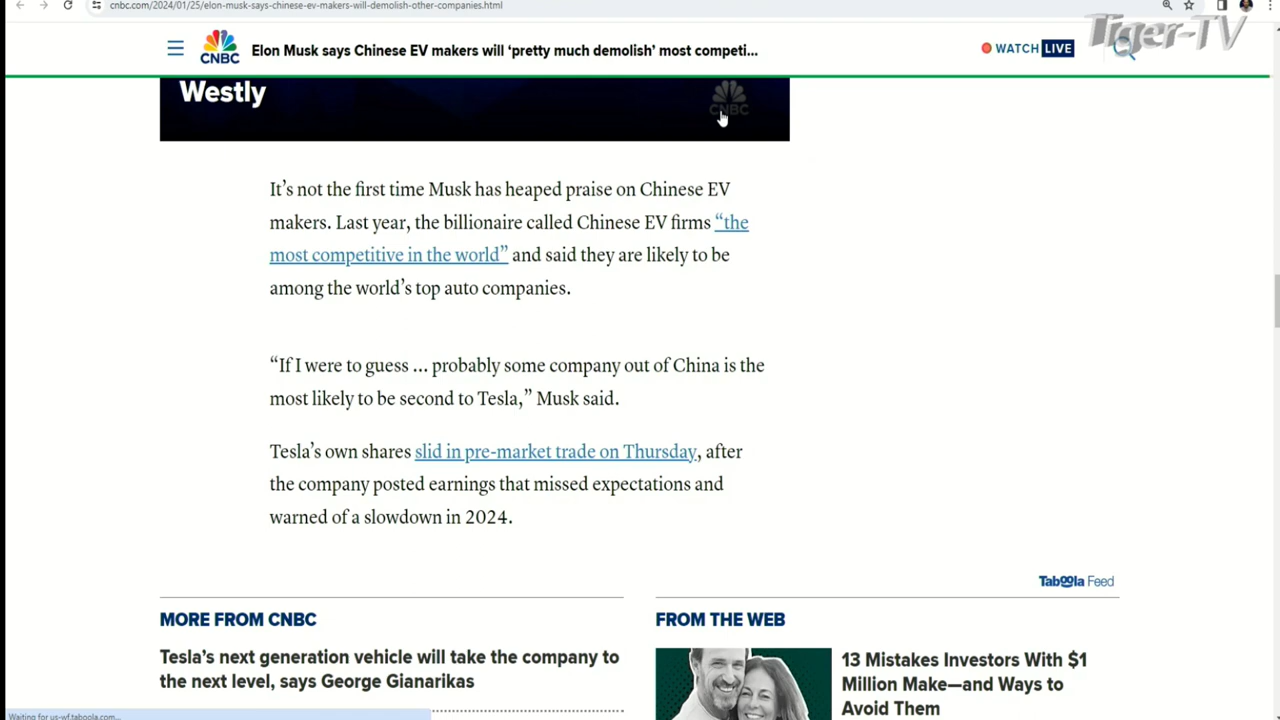 cnbc.com/2024/01/25/elon-musk-says-chinese-ev-makers-will-demolish-other-companies.html
Tiger-TV
CNBC
Elon Musk says Chinese EV makers will ‘pretty much demolish’ most competi...
WATCH LIVE
Westly
CNBC
It’s not the first time Musk has heaped praise on Chinese EV
makers. Last year, the billionaire called Chinese EV firms “the
most competitive in the world” and said they are likely to be
among the world’s top auto companies.
“If I were to guess ... probably some company out of China is the
most likely to be second to Tesla,” Musk said.
Tesla’s own shares slid in pre-market trade on Thursday, after
the company posted earnings that missed expectations and
warned of a slowdown in 2024.
Taboola Feed
MORE FROM CNBC
Tesla’s next generation vehicle will take the company to
the next level, says George Gianarikas
FROM THE WEB
13 Mistakes Investors With $1
Million Make—and Ways to
Avoid Them
Waiting for us-wf.taboola.com...